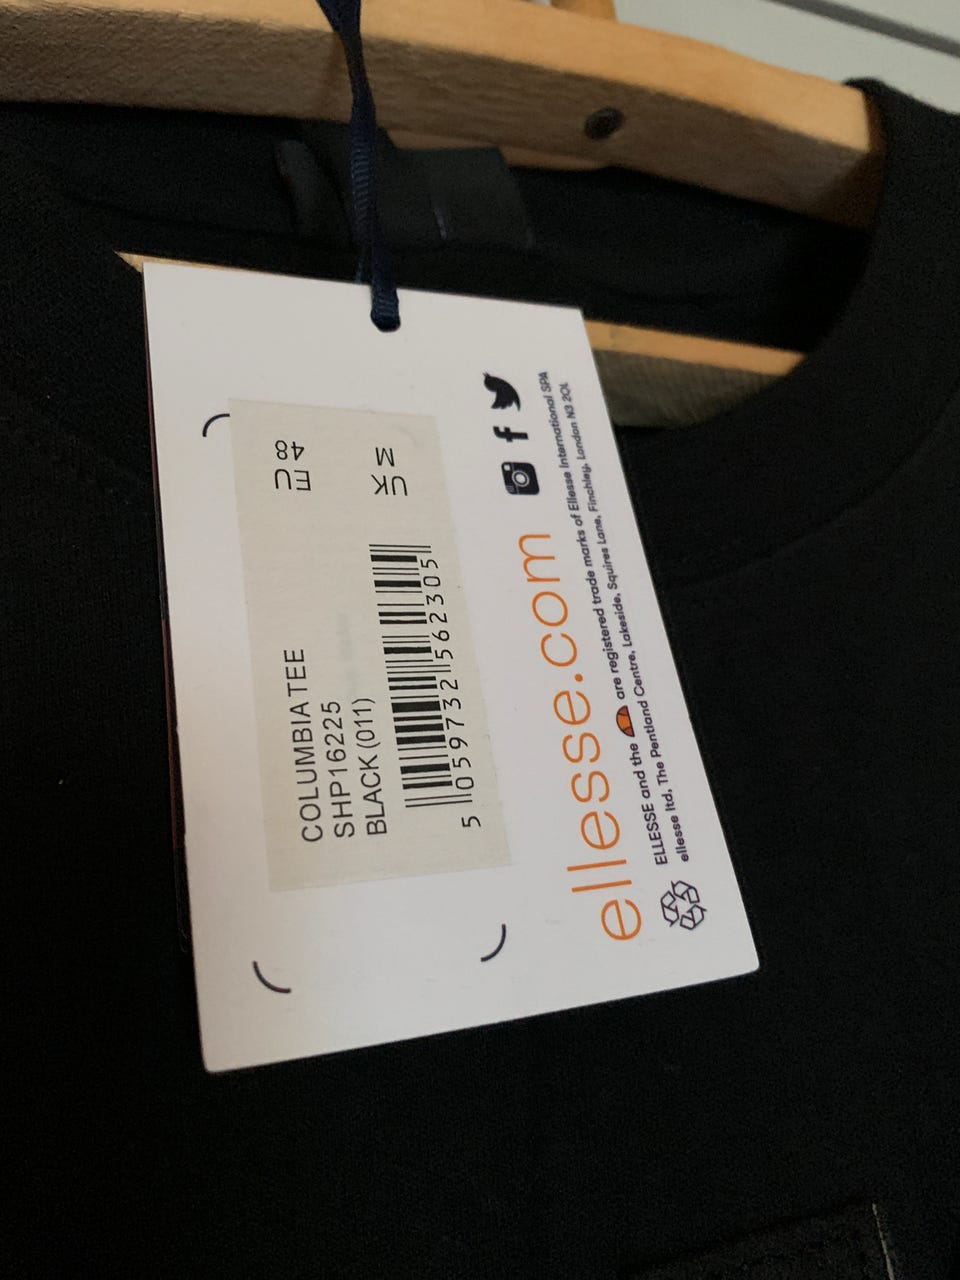 COLUMBIA TEE
SHP16225
BLACK (011)
EU
48
UK
M
5 059732 562305
ellesse.com
ELLESSE and the are registered trade marks of Ellesse International SPA
ellesse ltd, The Pentland Centre, Lakeside, Squires Lane, Finchley, London N3 2QL